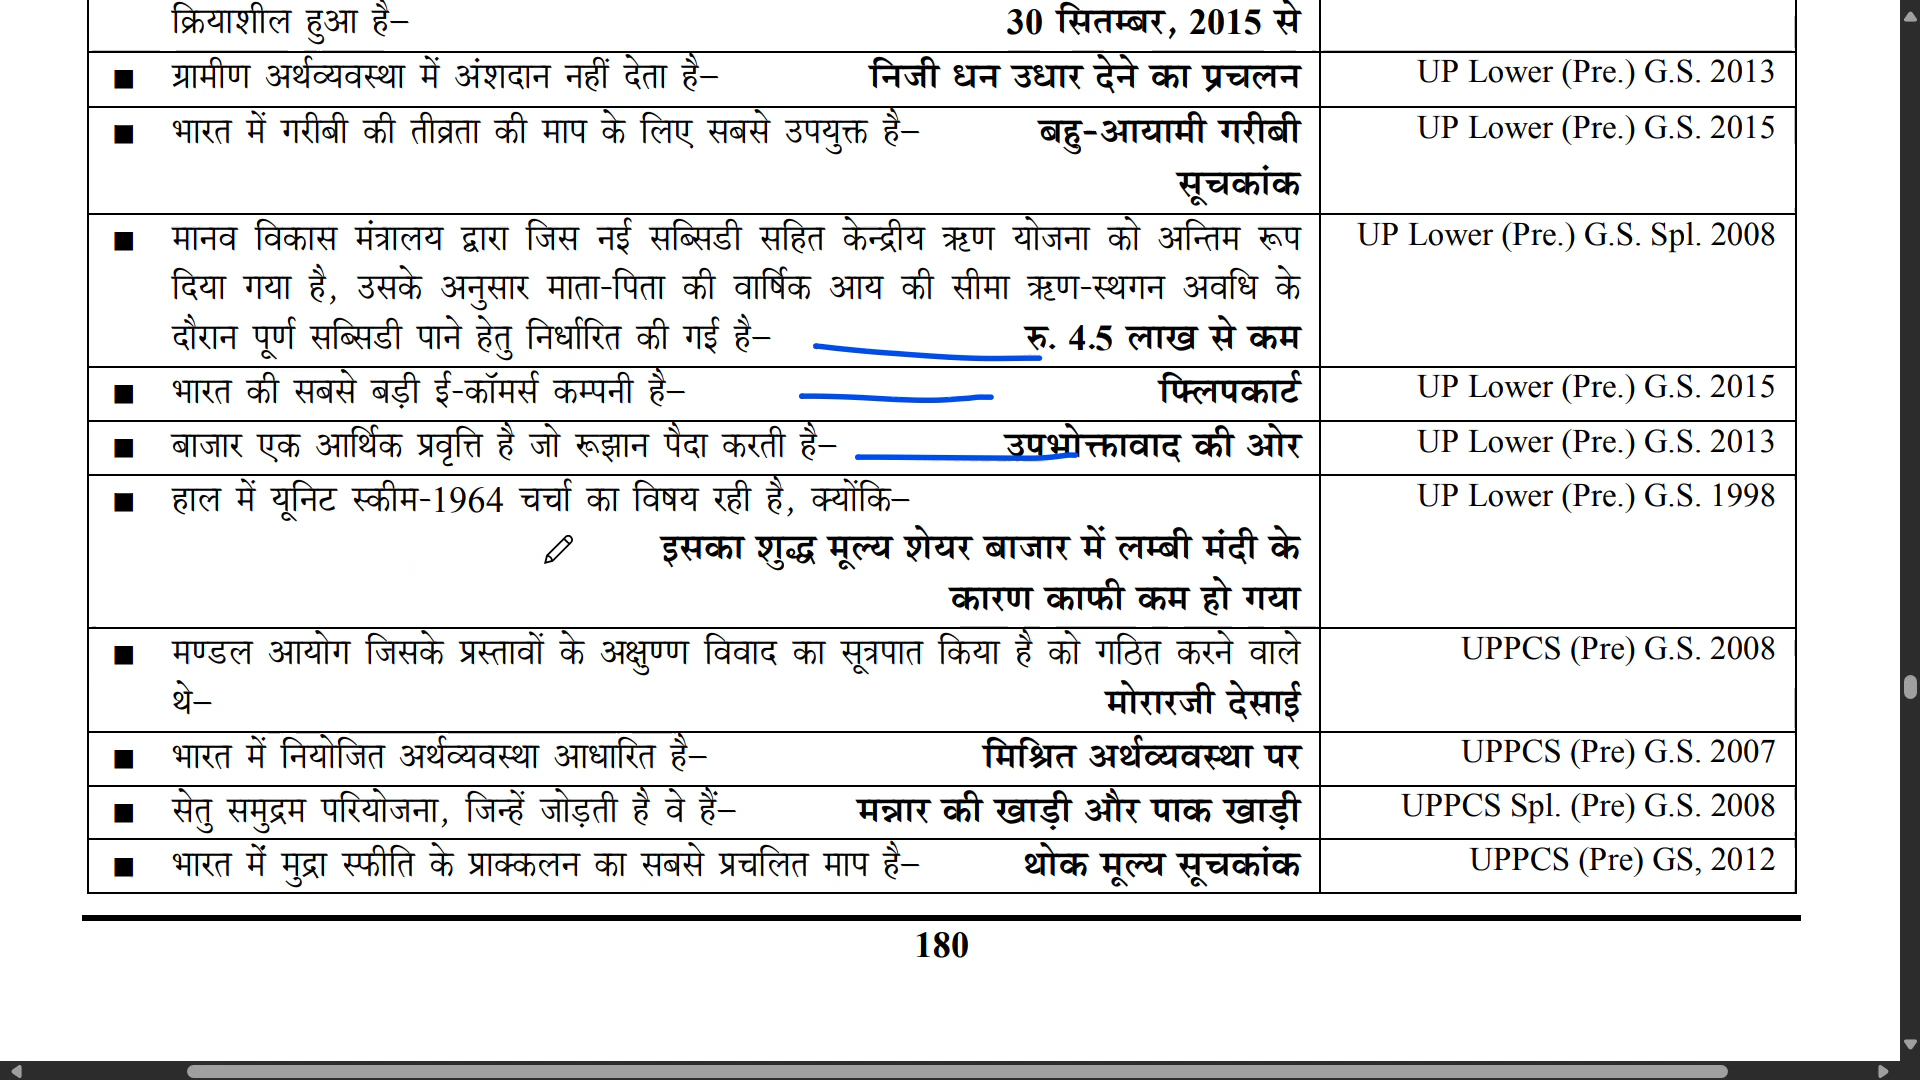 क्रियाशील हुआ है– 30 सितम्बर, 2015 से
■ ग्रामीण अर्थव्यवस्था में अंशदान नहीं देता है– निजी धन उधार देने का प्रचलन UP Lower (Pre.) G.S. 2013
■ भारत में गरीबी की तीव्रता की माप के लिए सबसे उपयुक्त है– बहु-आयामी गरीबी UP Lower (Pre.) G.S. 2015
सूचकांक
■ मानव विकास मंत्रालय द्वारा जिस नई सब्सिडी सहित केन्द्रीय ऋण योजना को अन्तिम रूप UP Lower (Pre.) G.S. Spl. 2008
दिया गया है, उसके अनुसार माता-पिता की वार्षिक आय की सीमा ऋण-स्थगन अवधि के
दौरान पूर्ण सब्सिडी पाने हेतु निर्धारित की गई है– रु. 4.5 लाख से कम
■ भारत की सबसे बड़ी ई-कॉमर्स कम्पनी है– फ्लिपकार्ट UP Lower (Pre.) G.S. 2015
■ बाजार एक आर्थिक प्रवृत्ति है जो रूझान पैदा करती है– उपभोक्तावाद की ओर UP Lower (Pre.) G.S. 2013
■ हाल में यूनिट स्कीम-1964 चर्चा का विषय रही है, क्योंकि– UP Lower (Pre.) G.S. 1998
इसका शुद्ध मूल्य शेयर बाजार में लम्बी मंदी के
कारण काफी कम हो गया
■ मण्डल आयोग जिसके प्रस्तावों के अक्षुण्ण विवाद का सूत्रपात किया है को गठित करने वाले UPPCS (Pre) G.S. 2008
थे– मोरारजी देसाई
■ भारत में नियोजित अर्थव्यवस्था आधारित है– मिश्रित अर्थव्यवस्था पर UPPCS (Pre) G.S. 2007
■ सेतु समुद्रम परियोजना, जिन्हें जोड़ती है वे हैं– मन्नार की खाड़ी और पाक खाड़ी UPPCS Spl. (Pre) G.S. 2008
■ भारत में मुद्रा स्फीति के प्राक्कलन का सबसे प्रचलित माप है– थोक मूल्य सूचकांक UPPCS (Pre) GS, 2012
180